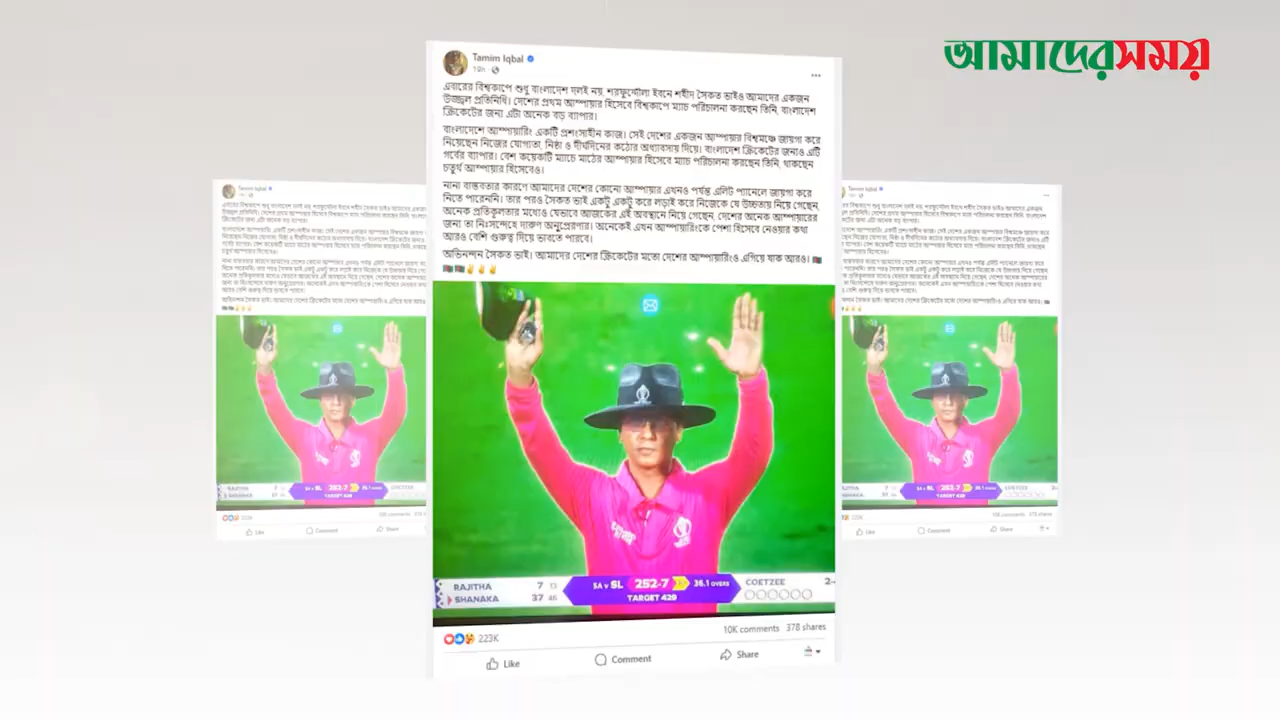 আমাদেরসময়
Tamim Iqbal
এবারের বিশ্বকাপে শুধু বাংলাদেশ দলই নয়, শরফুদ্দৌলা ইবনে শহীদ সৈকত ভাইও আমাদের একজন
উজ্জ্বল প্রতিনিধি। দেশের প্রথম আম্পায়ার হিসেবে বিশ্বকাপে ম্যাচ পরিচালনা করছেন তিনি, বাংলাদেশ
ক্রিকেটের জন্য এটা অনেক বড় ব্যাপার।
বাংলাদেশে আম্পায়ারিং একটি প্রশংসাহীন কাজ। সেই দেশের একজন আম্পায়ার বিশ্বমঞ্চে জায়গা করে
নিয়েছেন নিজের যোগ্যতা, নিষ্ঠা ও দীর্ঘদিনের কঠোর অধ্যাবসায় দিয়ে। বাংলাদেশ ক্রিকেটের জন্যও এটি
গর্বের ব্যাপার। বেশ কয়েকটি ম্যাচে মাঠের আম্পায়ার হিসেবে ম্যাচ পরিচালনা করছেন তিনি, থাকছেন
চতুর্থ আম্পায়ার হিসেবেও।
নানা বাস্তবতার কারণে আমাদের দেশের কোনো আম্পায়ার এখনও পর্যন্ত এলিট প্যানেলে জায়গা করে
নিতে পারেননি। তার পরও সৈকত ভাই একটু একটু করে লড়াই করে নিজেকে যে উচ্চতায় নিয়ে গেছেন,
অনেক প্রতিকূলতার মধ্যেও যেভাবে আজকের এই অবস্থানে নিয়ে গেছেন, দেশের অনেক আম্পায়ারের
জন্য তা নিঃসন্দেহে দারুণ অনুপ্রেরণার। অনেকেই এখন আম্পায়ারিংকে পেশা হিসেবে নেওয়ার কথা
আরও বেশি গুরুত্ব দিয়ে ভাবতে পারবে।
অভিনন্দন সৈকত ভাই। আমাদের দেশের ক্রিকেটের মতো দেশের আম্পায়ারিংও এগিয়ে যাক আরও।
RAJITHA 7 13
SHANAKA 37 46
SA v SL 252-7 36.1 OVERS
TARGET 429
COETZEE
223K
10K comments 378 shares
Like Comment Share